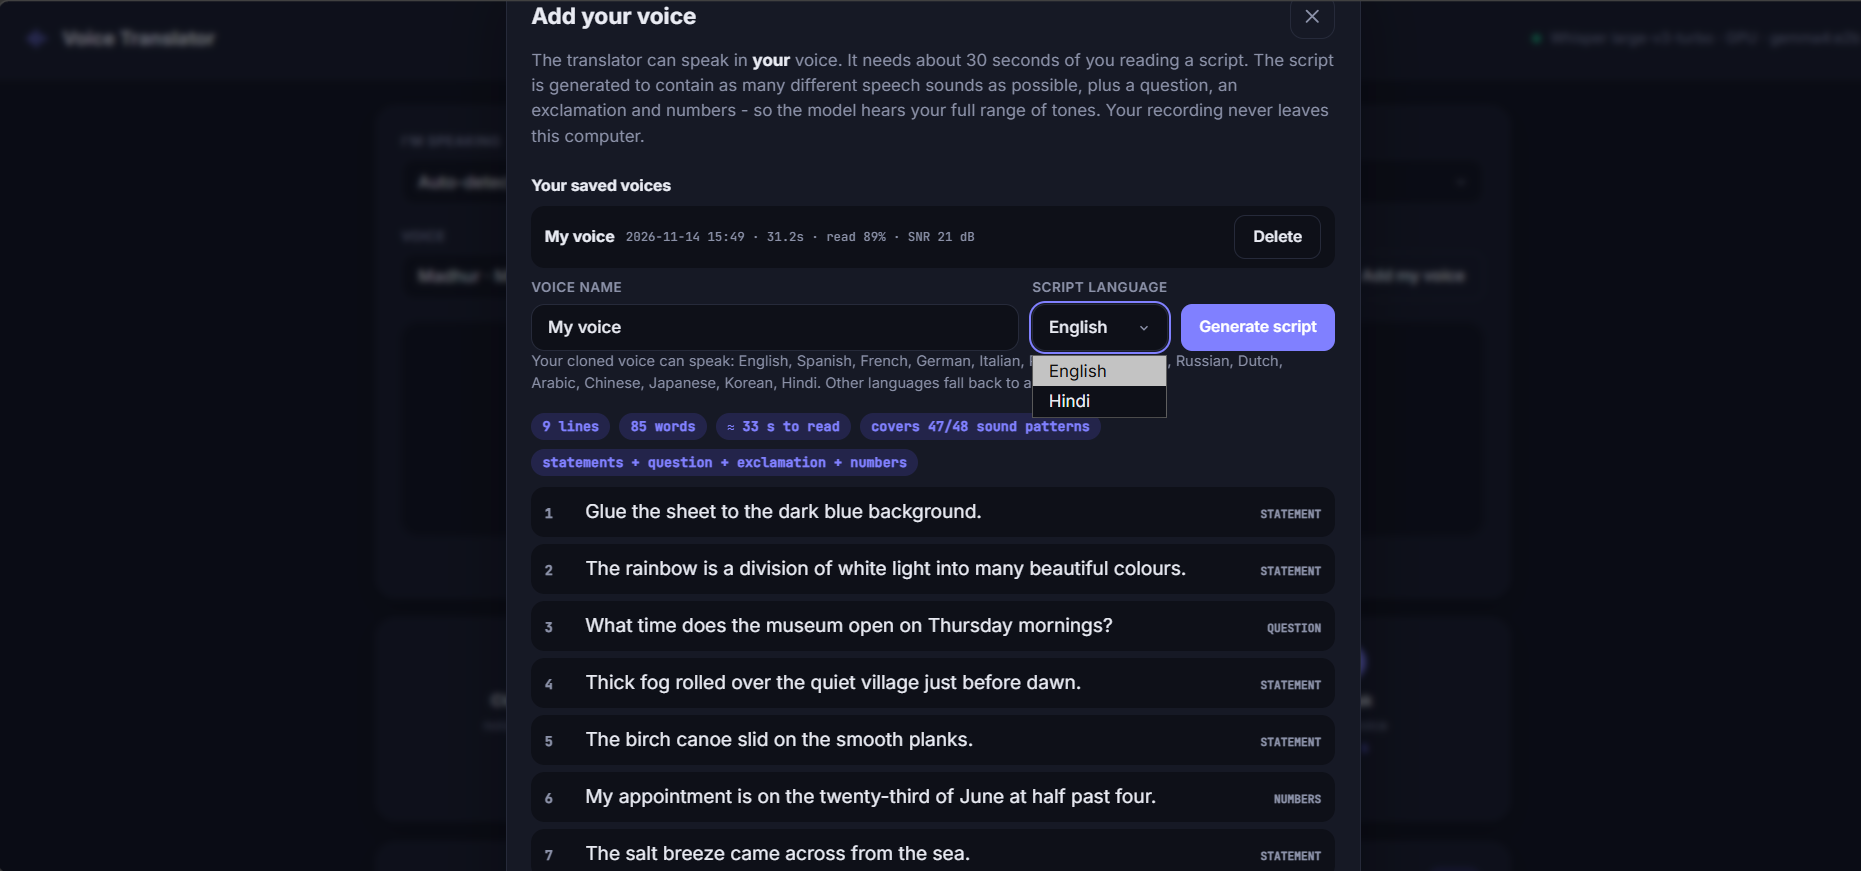 Voice Translator
Add your voice
The translator can speak in your voice. It needs about 30 seconds of you reading a script. The script
is generated to contain as many different speech sounds as possible, plus a question, an
exclamation and numbers - so the model hears your full range of tones. Your recording never leaves
this computer.
Your saved voices
My voice 2026-11-14 15:49 · 31.2s · read 89% · SNR 21 dB
Delete
VOICE NAME
SCRIPT LANGUAGE
My voice
English
Generate script
Your cloned voice can speak: English, Spanish, French, German, Italian, , Russian, Dutch,
Arabic, Chinese, Japanese, Korean, Hindi. Other languages fall back to a
English
Hindi
9 lines
85 words
≈ 33 s to read
covers 47/48 sound patterns
statements + question + exclamation + numbers
1 Glue the sheet to the dark blue background. STATEMENT
2 The rainbow is a division of white light into many beautiful colours. STATEMENT
3 What time does the museum open on Thursday mornings? QUESTION
4 Thick fog rolled over the quiet village just before dawn. STATEMENT
5 The birch canoe slid on the smooth planks. STATEMENT
6 My appointment is on the twenty-third of June at half past four. NUMBERS
7 The salt breeze came across from the sea. STATEMENT
I'M SPEAKING
VOICE
Add my voice